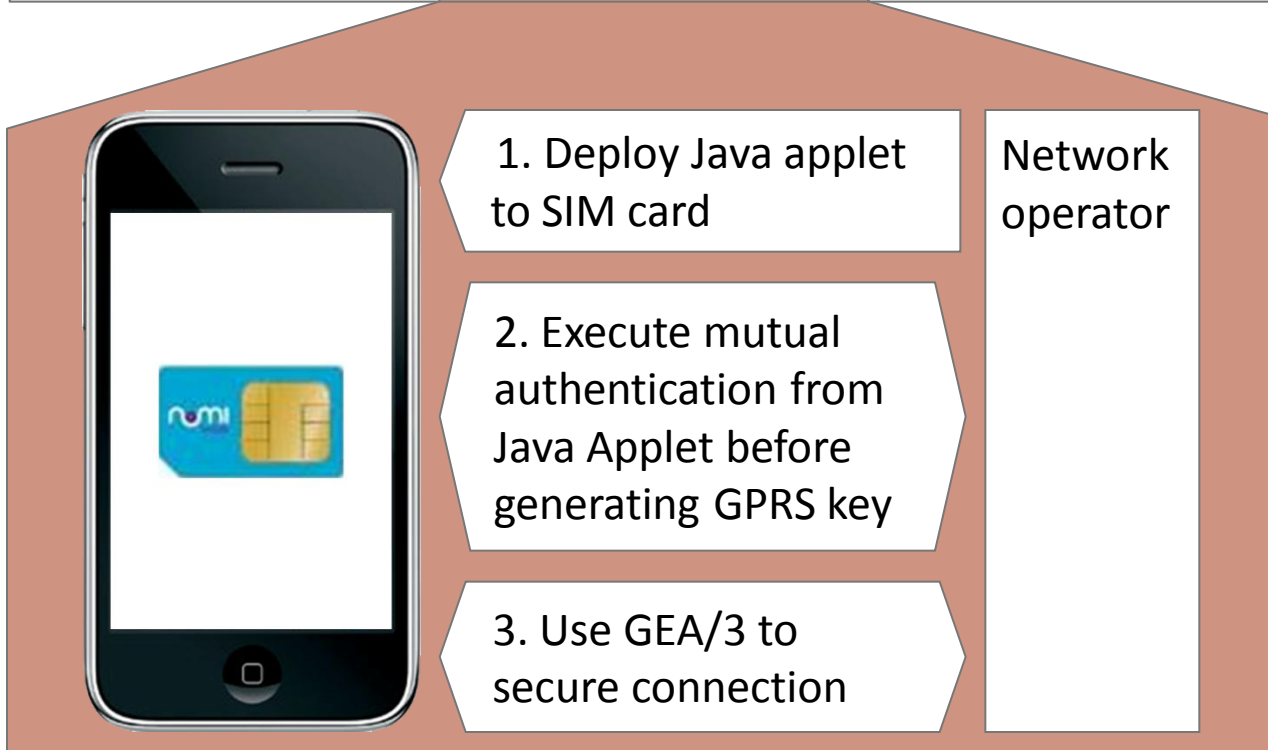 1. Deploy Java applet
to SIM card
Network
operator
2. Execute mutual
authentication from
Java Applet before
generating GPRS key
numi
3. Use GEA/3 to
secure connection